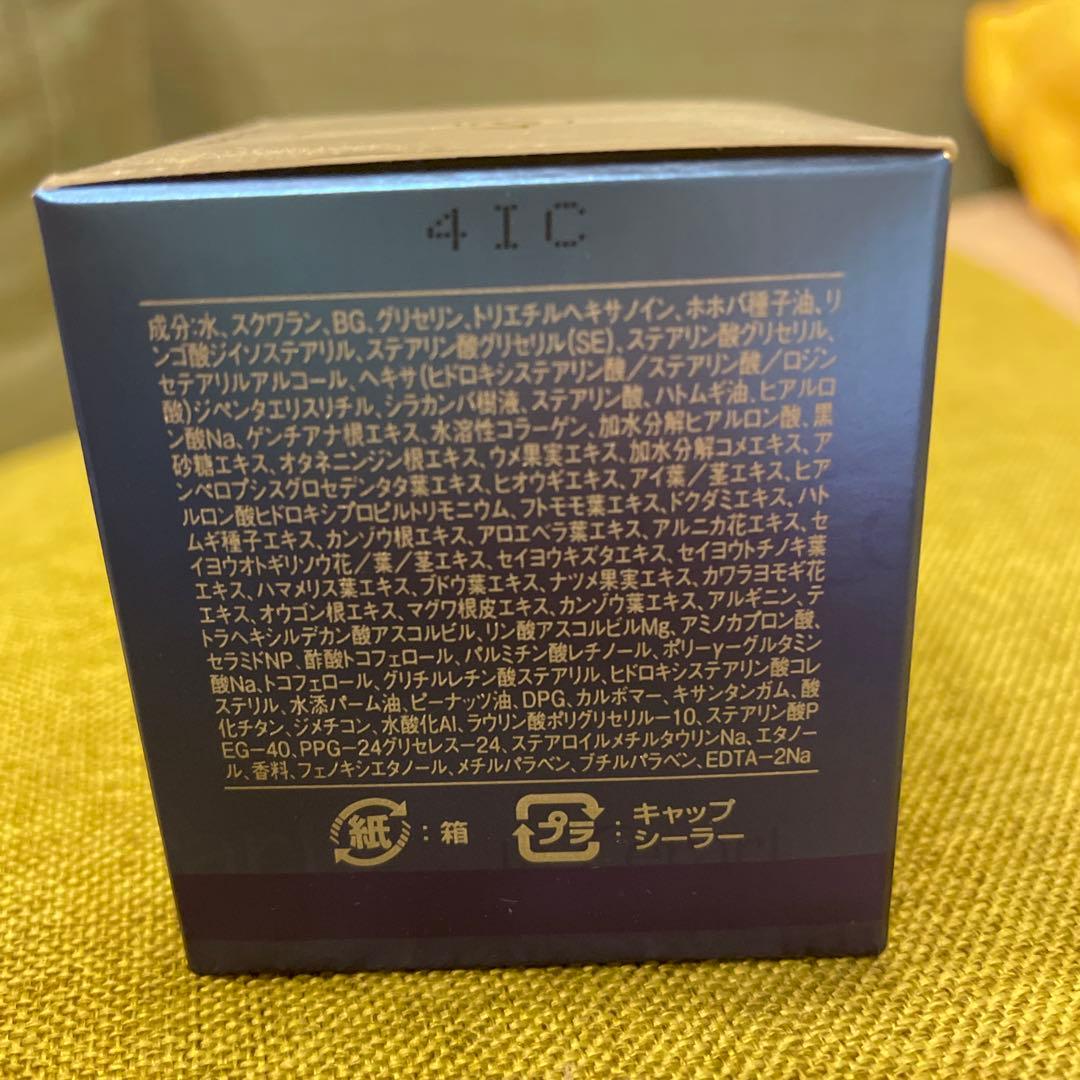 4IC
成分:水、スクワラン、BG、グリセリン、トリエチルヘキサノイン、ホホバ種子油、リ
ンゴ酸ジイソステアリル、ステアリン酸グリセリル(SE)、ステアリン酸グリセリル、
セテアリルアルコール、ヘキサ(ヒドロキシステアリン酸/ステアリン酸/ロジン
酸)ジペンタエリスリチル、シラカンバ樹液、ステアリン酸、ハトムギ油、ヒアルロ
ン酸Na、ゲンチアナ根エキス、水溶性コラーゲン、加水分解ヒアルロン酸、黒
砂糖エキス、オタネニンジン根エキス、ウメ果実エキス、加水分解コメエキス、ア
ンペロプシスグロセデンタタ葉エキス、ヒオウギエキス、アイ葉/茎エキス、ヒア
ルロン酸ヒドロキシプロピルトリモニウム、フトモモ葉エキス、ドクダミエキス、ハト
ムギ種子エキス、カンゾウ根エキス、アロエベラ葉エキス、アルニカ花エキス、セ
イヨウオトギリソウ花/葉/茎エキス、セイヨウキズタエキス、セイヨウトチノキ葉
エキス、ハマメリス葉エキス、ブドウ葉エキス、ナツメ果実エキス、カワラヨモギ花
エキス、オウゴン根エキス、マグワ根皮エキス、カンゾウ葉エキス、アルギニン、テ
トラヘキシルデカン酸アスコルビル、リン酸アスコルビルMg、アミノカプロン酸、
セラミドNP、酢酸トコフェロール、パルミチン酸レチノール、ポリ-γ-グルタミン
酸Na、トコフェロール、グリチルレチン酸ステアリル、ヒドロキシステアリン酸コレ
ステリル、水添パーム油、ピーナッツ油、DPG、カルボマー、キサンタンガム、酸
化チタン、ジメチコン、水酸化Al、ラウリン酸ポリグリセリル-10、ステアリン酸P
EG-40、PPG-24グリセレス-24、ステアロイルメチルタウリンNa、エタノー
ル、香料、フェノキシエタノール、メチルパラベン、ブチルパラベン、EDTA-2Na
紙:箱
プラ:キャップ
シーラー